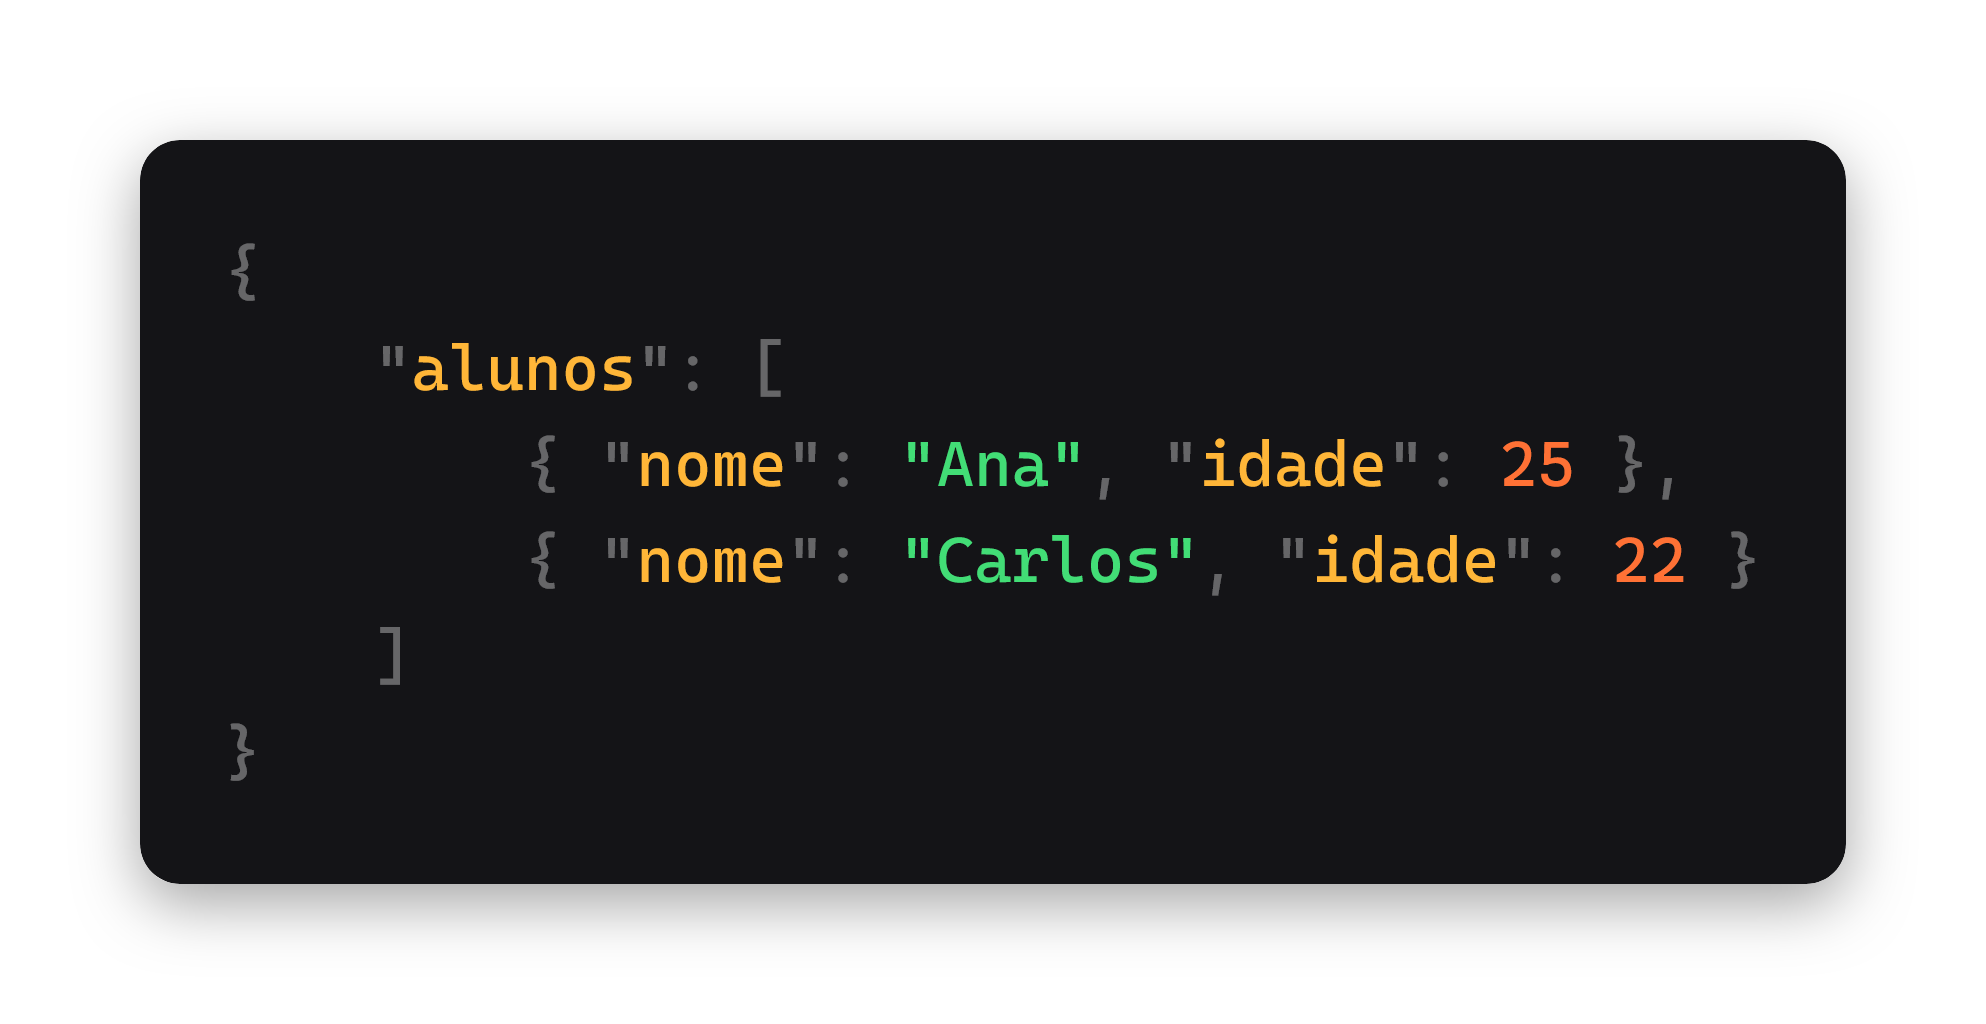 {
    "alunos": [
        { "nome": "Ana", "idade": 25 },
        { "nome": "Carlos", "idade": 22 }
    ]
}